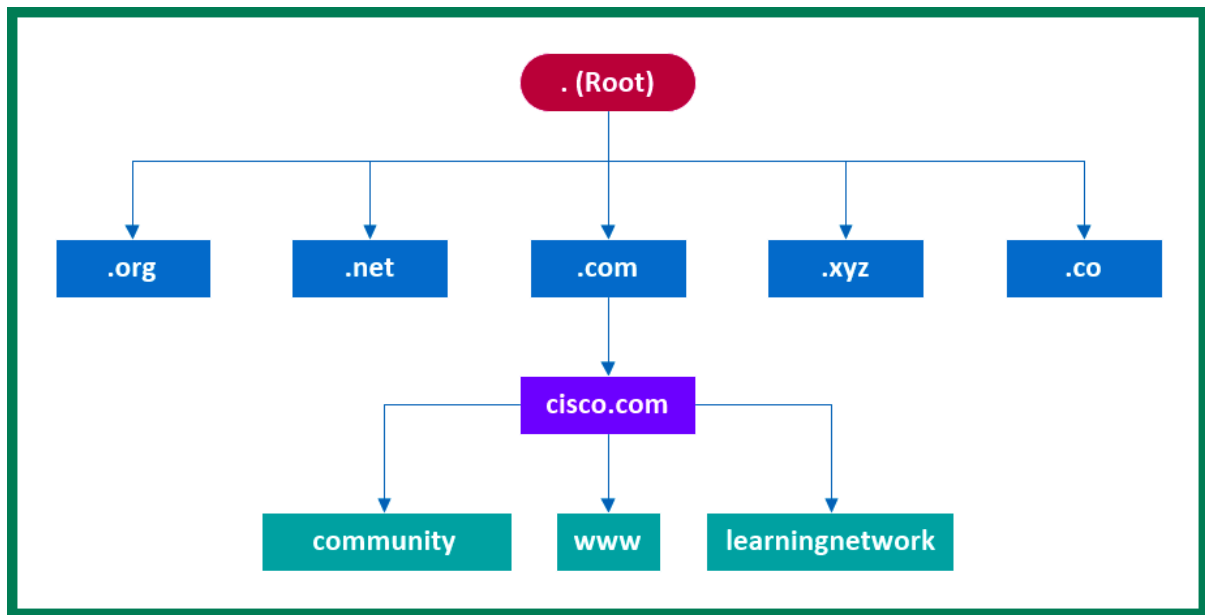 . (Root)
.org
.net
.com
.xyz
.co
cisco.com
community
www
learningnetwork